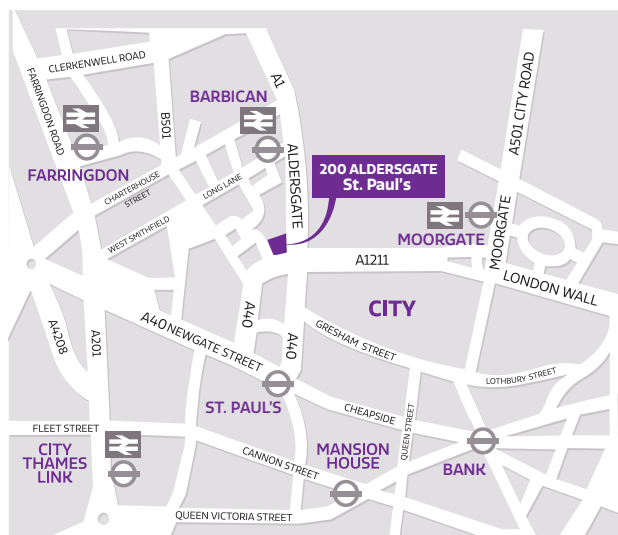 CLERKENWELL ROAD
FARRINGDON ROAD
A1
A501 CITY ROAD
BARBICAN
B501
FARRINGDON
ALDERSGATE
200 ALDERSGATE
St. Paul's
CHARTERHOUSE
STREET
LONG LANE
WEST SMITHFIELD
MOORGATE
MOORGATE
A1211
LONDON WALL
CITY
A4208
A201
A40 NEWGATE STREET
A40
A40
GRESHAM STREET
LOTHBURY STREET
ST. PAUL'S
CHEAPSIDE
QUEEN STREET
FLEET STREET
CITY
THAMES
LINK
CANNON STREET
MANSION
HOUSE
BANK
QUEEN VICTORIA STREET